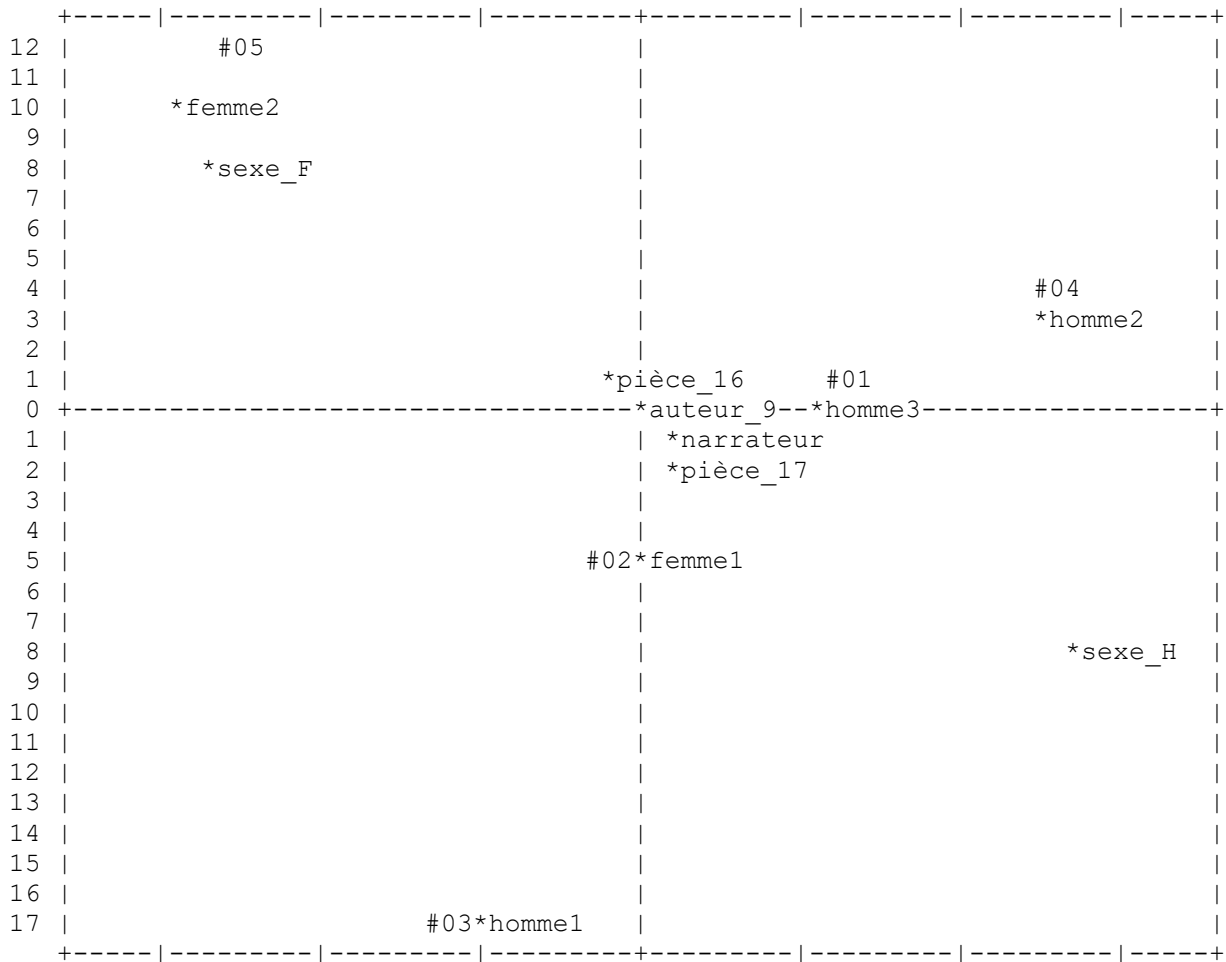 +-----|---------|---------|---------+---------|---------|---------|-----+
12 | #05 | |
11 | | |
10 | *femme2 | |
9 | | |
8 | *sexe_F | |
7 | | |
6 | | |
5 | | |
4 | | #04 |
3 | | *homme2 |
2 | | |
1 | *pièce_16 #01 |
0 +-----------------------------------*auteur_9--*homme3------------------+
1 | | *narrateur |
2 | | *pièce_17 |
3 | | |
4 | | |
5 | #02*femme1 |
6 | | |
7 | | |
8 | | *sexe_H |
9 | | |
10 | | |
11 | | |
12 | | |
13 | | |
14 | | |
15 | | |
16 | | |
17 | #03*homme1 | |
+-----|---------|---------|---------+---------|---------|---------|-----+